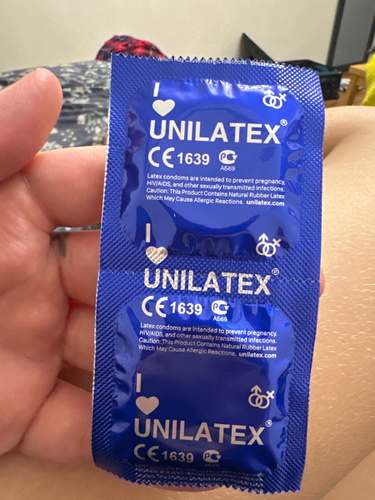 I
UNILATEX®
CE 1639 АБ69
Latex condoms are intended to prevent pregnancy,
HIV/AIDS, and other sexually transmitted infections.
Caution: This Product Contains Natural Rubber Latex
Which May Cause Allergic Reactions. unilatex.com
I
UNILATEX®
CE 1639 АБ69
Latex condoms are intended to prevent pregnancy,
HIV/AIDS, and other sexually transmitted infections.
Caution: This Product Contains Natural Rubber Latex
Which May Cause Allergic Reactions. unilatex.com
I
UNILATEX®
CE 1639